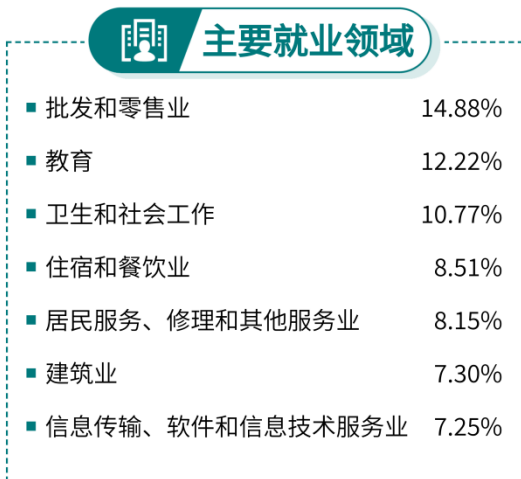 主要就业领域
批发和零售业 14.88%
教育 12.22%
卫生和社会工作 10.77%
住宿和餐饮业 8.51%
居民服务、修理和其他服务业 8.15%
建筑业 7.30%
信息传输、软件和信息技术服务业 7.25%